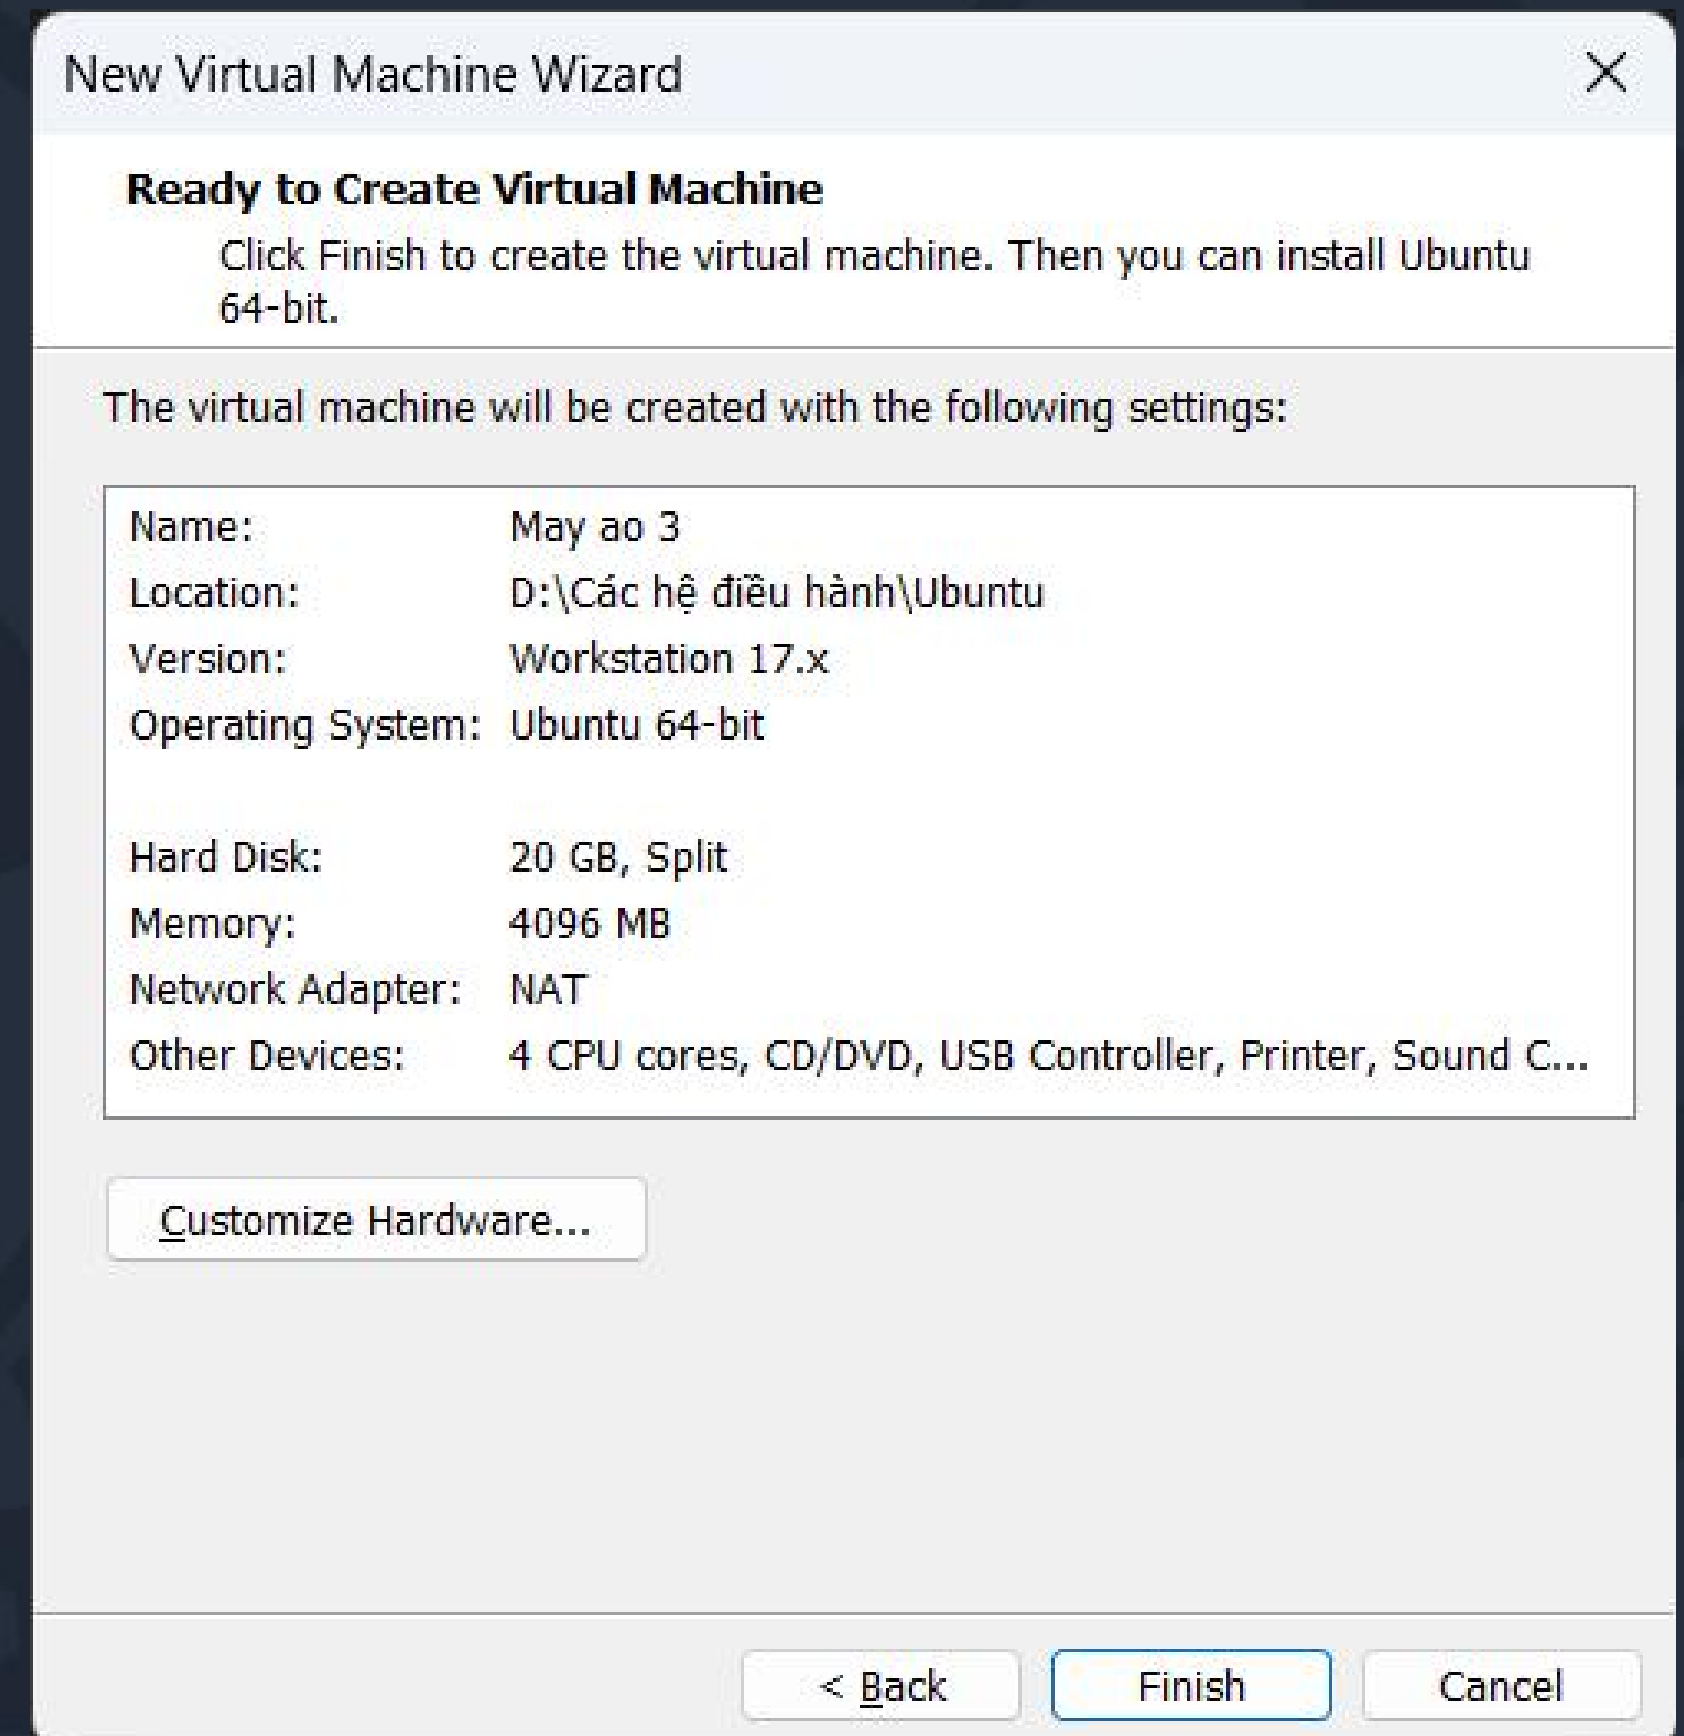 New Virtual Machine Wizard
Ready to Create Virtual Machine
Click Finish to create the virtual machine. Then you can install Ubuntu
64-bit.
The virtual machine will be created with the following settings:
Name: May ao 3
Location: D:\Các hệ điều hành\Ubuntu
Version: Workstation 17.x
Operating System: Ubuntu 64-bit
Hard Disk: 20 GB, Split
Memory: 4096 MB
Network Adapter: NAT
Other Devices: 4 CPU cores, CD/DVD, USB Controller, Printer, Sound C...
Customize Hardware...
< Back Finish Cancel